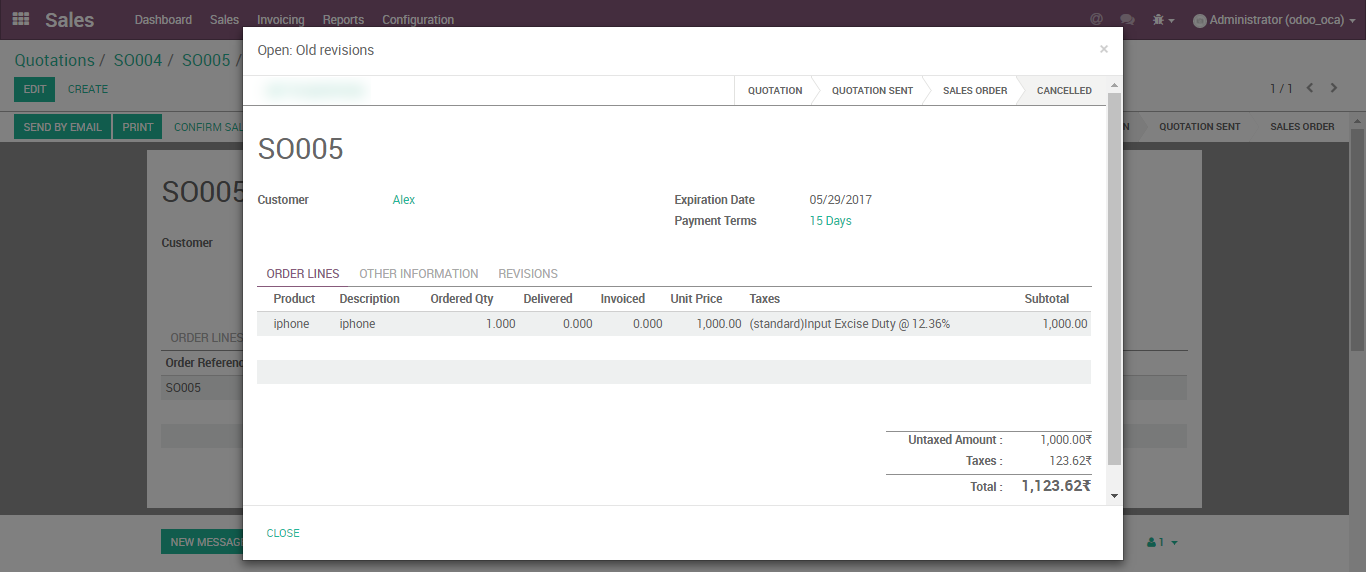 Sales Dashboard Sales Invoicing Reports Configuration @ Administrator (odoo_oca)
Quotations / SO004 / SO005 /
EDIT CREATE 1 / 1
SEND BY EMAIL PRINT CONFIRM SAL N QUOTATION SENT SALES ORDER
SO005
Customer
ORDER LINES
Order Referenc
SO005
NEW MESSAG 1
Open: Old revisions ×
QUOTATION QUOTATION SENT SALES ORDER CANCELLED
SO005
Customer Alex Expiration Date 05/29/2017
Payment Terms 15 Days
ORDER LINES OTHER INFORMATION REVISIONS
Product Description Ordered Qty Delivered Invoiced Unit Price Taxes Subtotal
iphone iphone 1.000 0.000 0.000 1,000.00 (standard)Input Excise Duty @ 12.36% 1,000.00
Untaxed Amount : 1,000.00₹
Taxes : 123.62₹
Total : 1,123.62₹
CLOSE